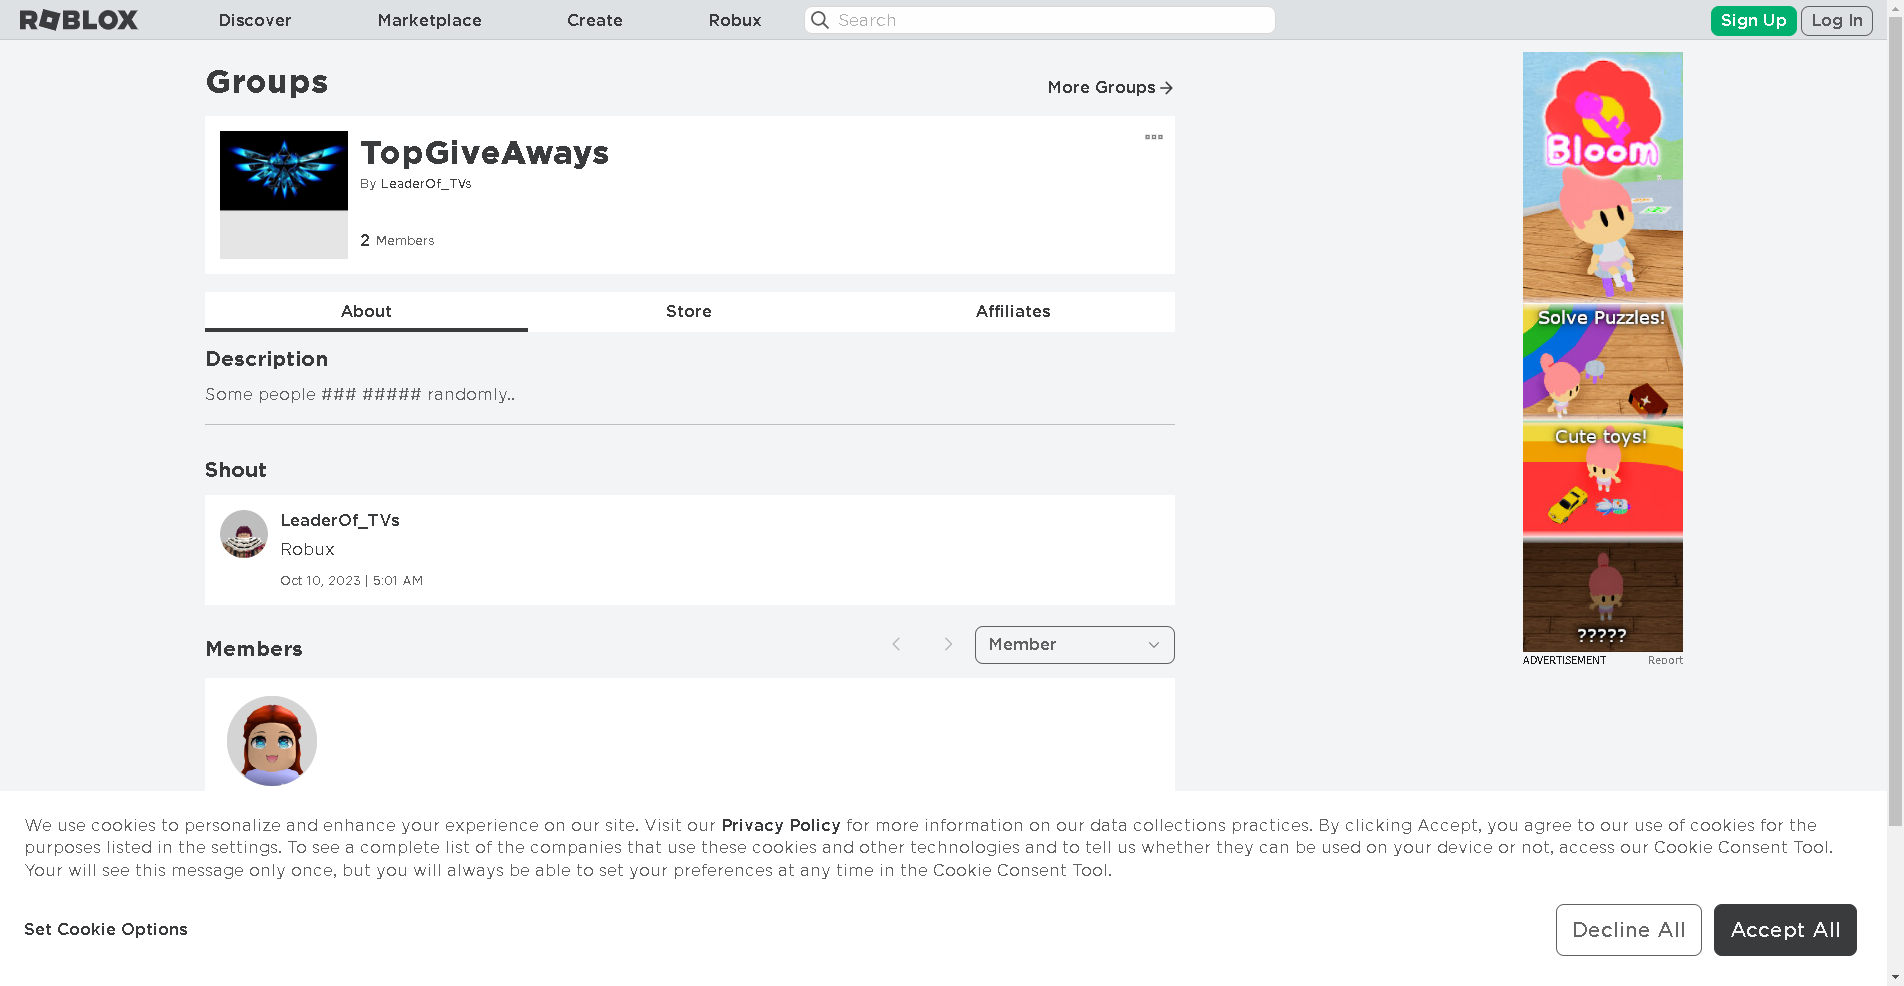 ROBLOX
Discover
Marketplace
Create
Robux
Search
Sign Up
Log In
Groups
More Groups
TopGiveAways
By LeaderOf_TVs
2 Members
About
Store
Affiliates
Description
Some people ### ##### randomly..
Shout
LeaderOf_TVs
Robux
Oct 10, 2023 | 5:01 AM
Members
Member
Bloom
Solve Puzzles!
Cute toys!
?????
ADVERTISEMENT
Report
We use cookies to personalize and enhance your experience on our site. Visit our Privacy Policy for more information on our data collections practices. By clicking Accept, you agree to our use of cookies for the
purposes listed in the settings. To see a complete list of the companies that use these cookies and other technologies and to tell us whether they can be used on your device or not, access our Cookie Consent Tool.
Your will see this message only once, but you will always be able to set your preferences at any time in the Cookie Consent Tool.
Set Cookie Options
Decline All
Accept All